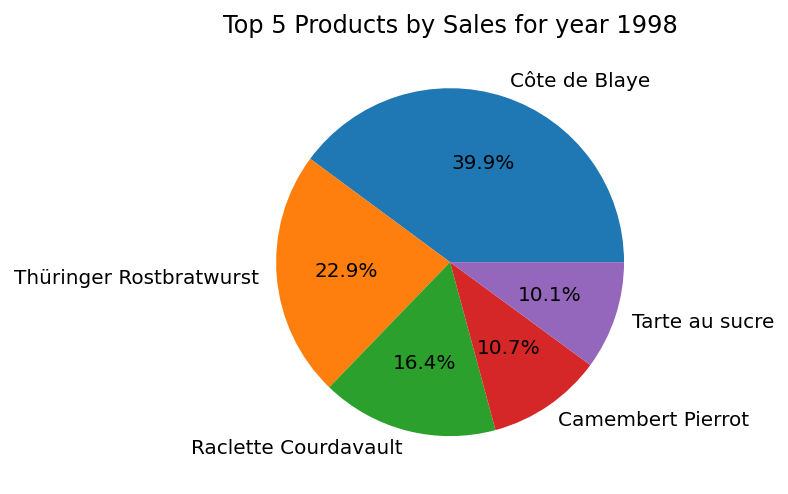 Top 5 Products by Sales for year 1998
Côte de Blaye
39.9%
Thüringer Rostbratwurst
22.9%
10.1%
Tarte au sucre
10.7%
16.4%
Camembert Pierrot
Raclette Courdavault